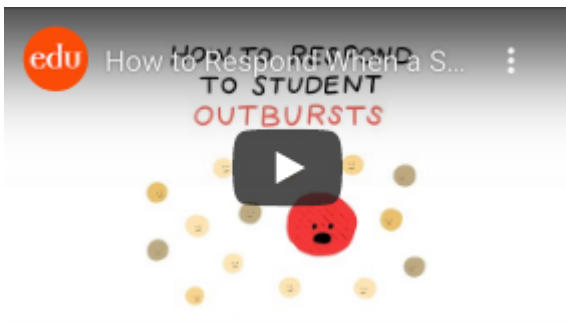 edu
How to Respond When a S...
HOW TO RESPOND
TO STUDENT
OUTBURSTS